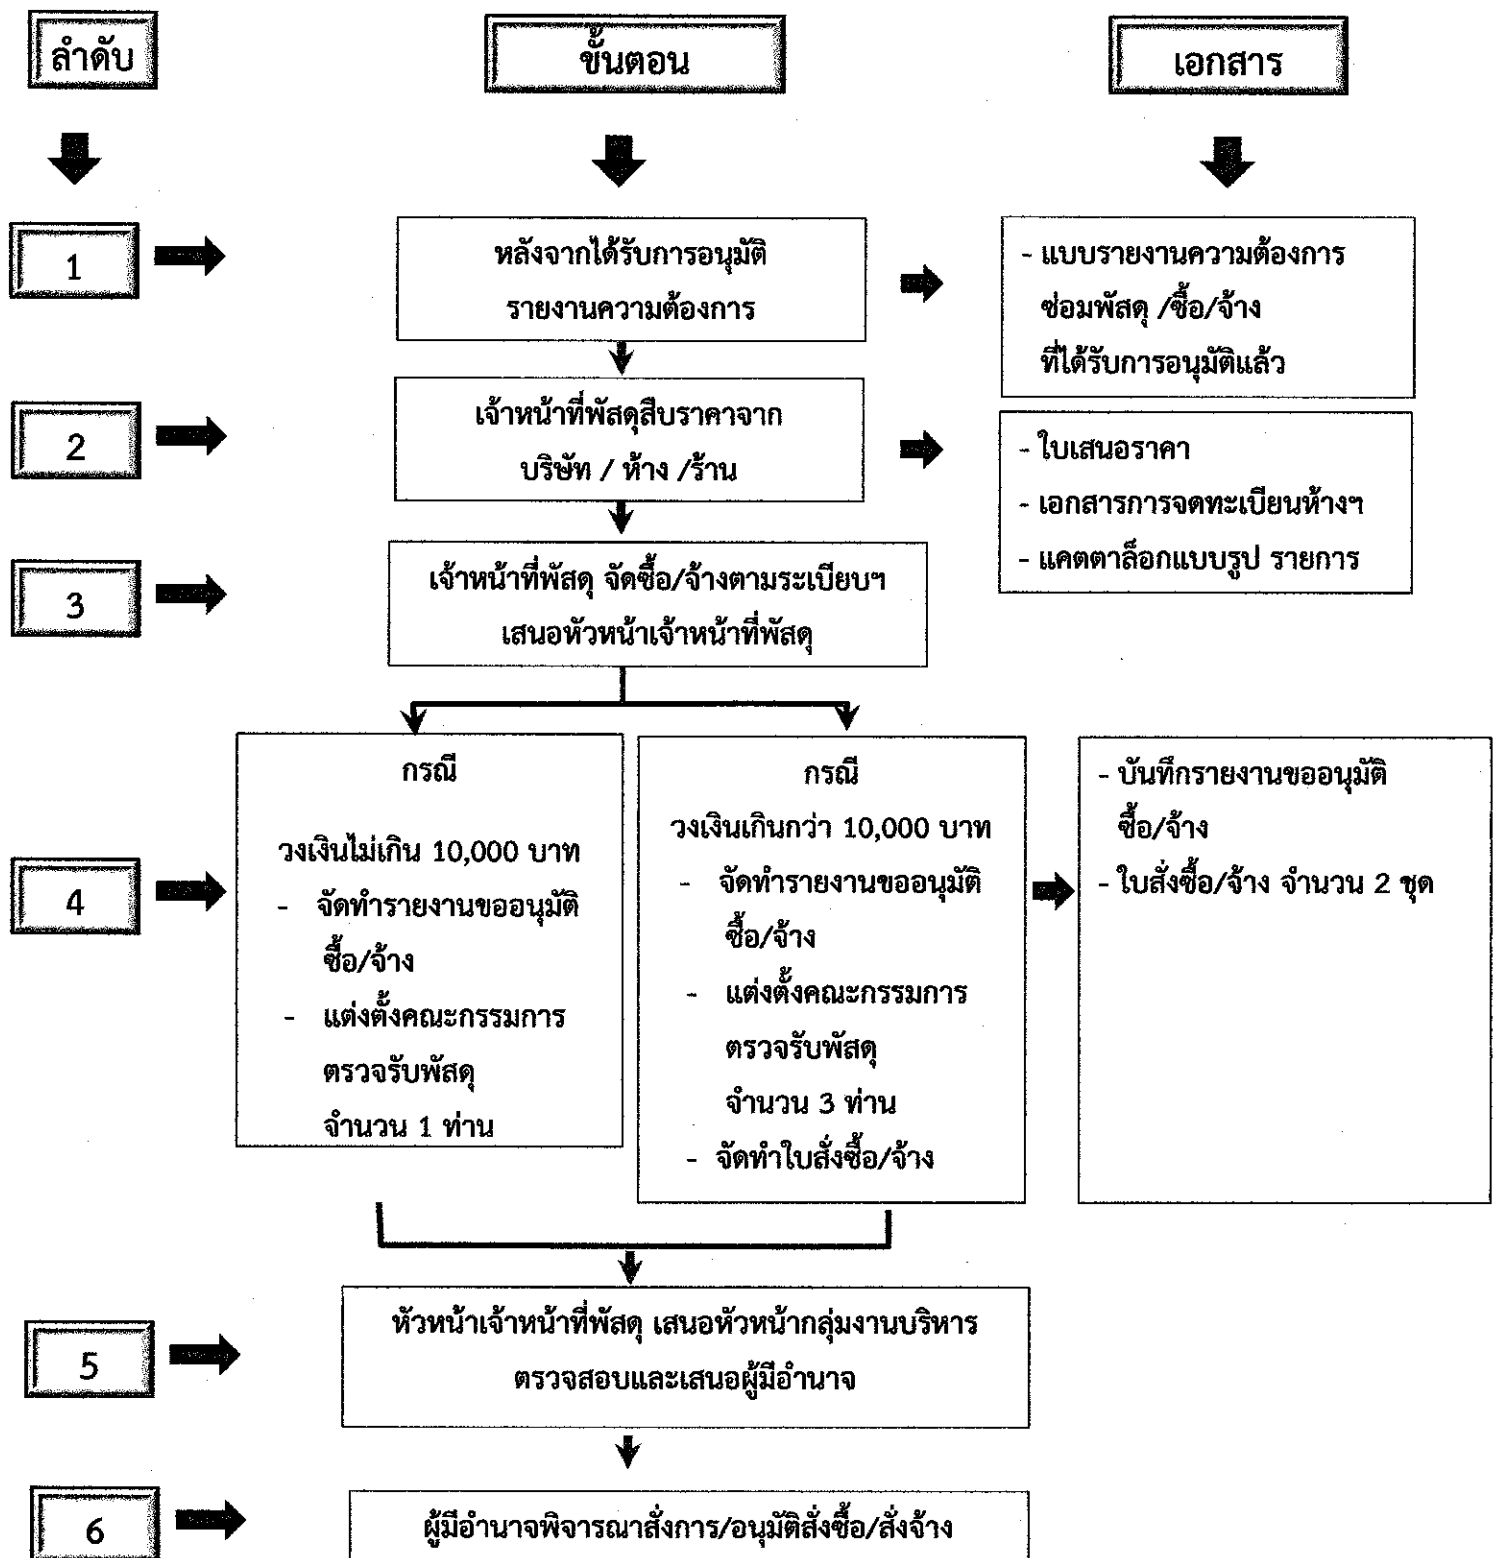 ลำดับ
ขั้นตอน
เอกสาร
1
หลังจากได้รับการอนุมัติ
รายงานความต้องการ
- แบบรายงานความต้องการ
ซ่อมพัสดุ /ซื้อ/จ้าง
ที่ได้รับการอนุมัติแล้ว
2
เจ้าหน้าที่พัสดุสืบราคาจาก
บริษัท / ห้าง /ร้าน
- ใบเสนอราคา
- เอกสารการจดทะเบียนห้างฯ
- แคตตาล็อกแบบรูป รายการ
3
เจ้าหน้าที่พัสดุ จัดซื้อ/จ้างตามระเบียบฯ
เสนอหัวหน้าเจ้าหน้าที่พัสดุ
4
กรณี
วงเงินไม่เกิน 10,000 บาท
- จัดทำรายงานขออนุมัติ
ซื้อ/จ้าง
- แต่งตั้งคณะกรรมการ
ตรวจรับพัสดุ
จำนวน 1 ท่าน
กรณี
วงเงินเกินกว่า 10,000 บาท
- จัดทำรายงานขออนุมัติ
ซื้อ/จ้าง
- แต่งตั้งคณะกรรมการ
ตรวจรับพัสดุ
จำนวน 3 ท่าน
- จัดทำใบสั่งซื้อ/จ้าง
- บันทึกรายงานขออนุมัติ
ซื้อ/จ้าง
- ใบสั่งซื้อ/จ้าง จำนวน 2 ชุด
5
หัวหน้าเจ้าหน้าที่พัสดุ เสนอหัวหน้ากลุ่มงานบริหาร
ตรวจสอบและเสนอผู้มีอำนาจ
6
ผู้มีอำนาจพิจารณาสั่งการ/อนุมัติสั่งซื้อ/สั่งจ้าง